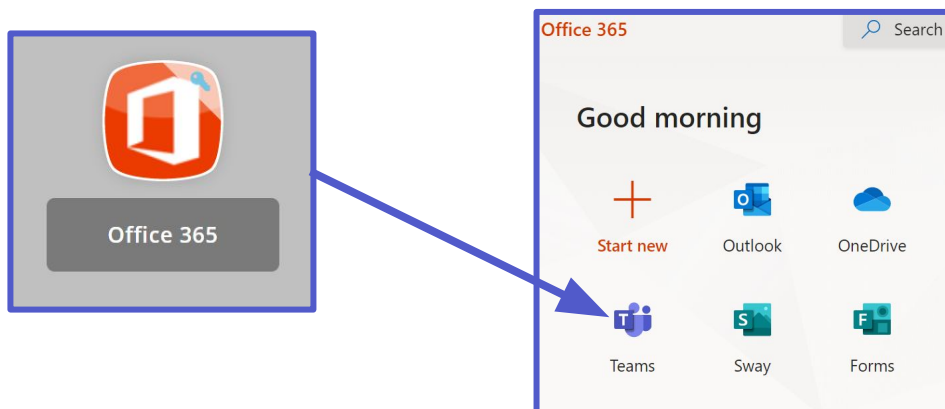 Office 365
Office 365
Search
Good morning
Start new
Outlook
OneDrive
Teams
Sway
Forms